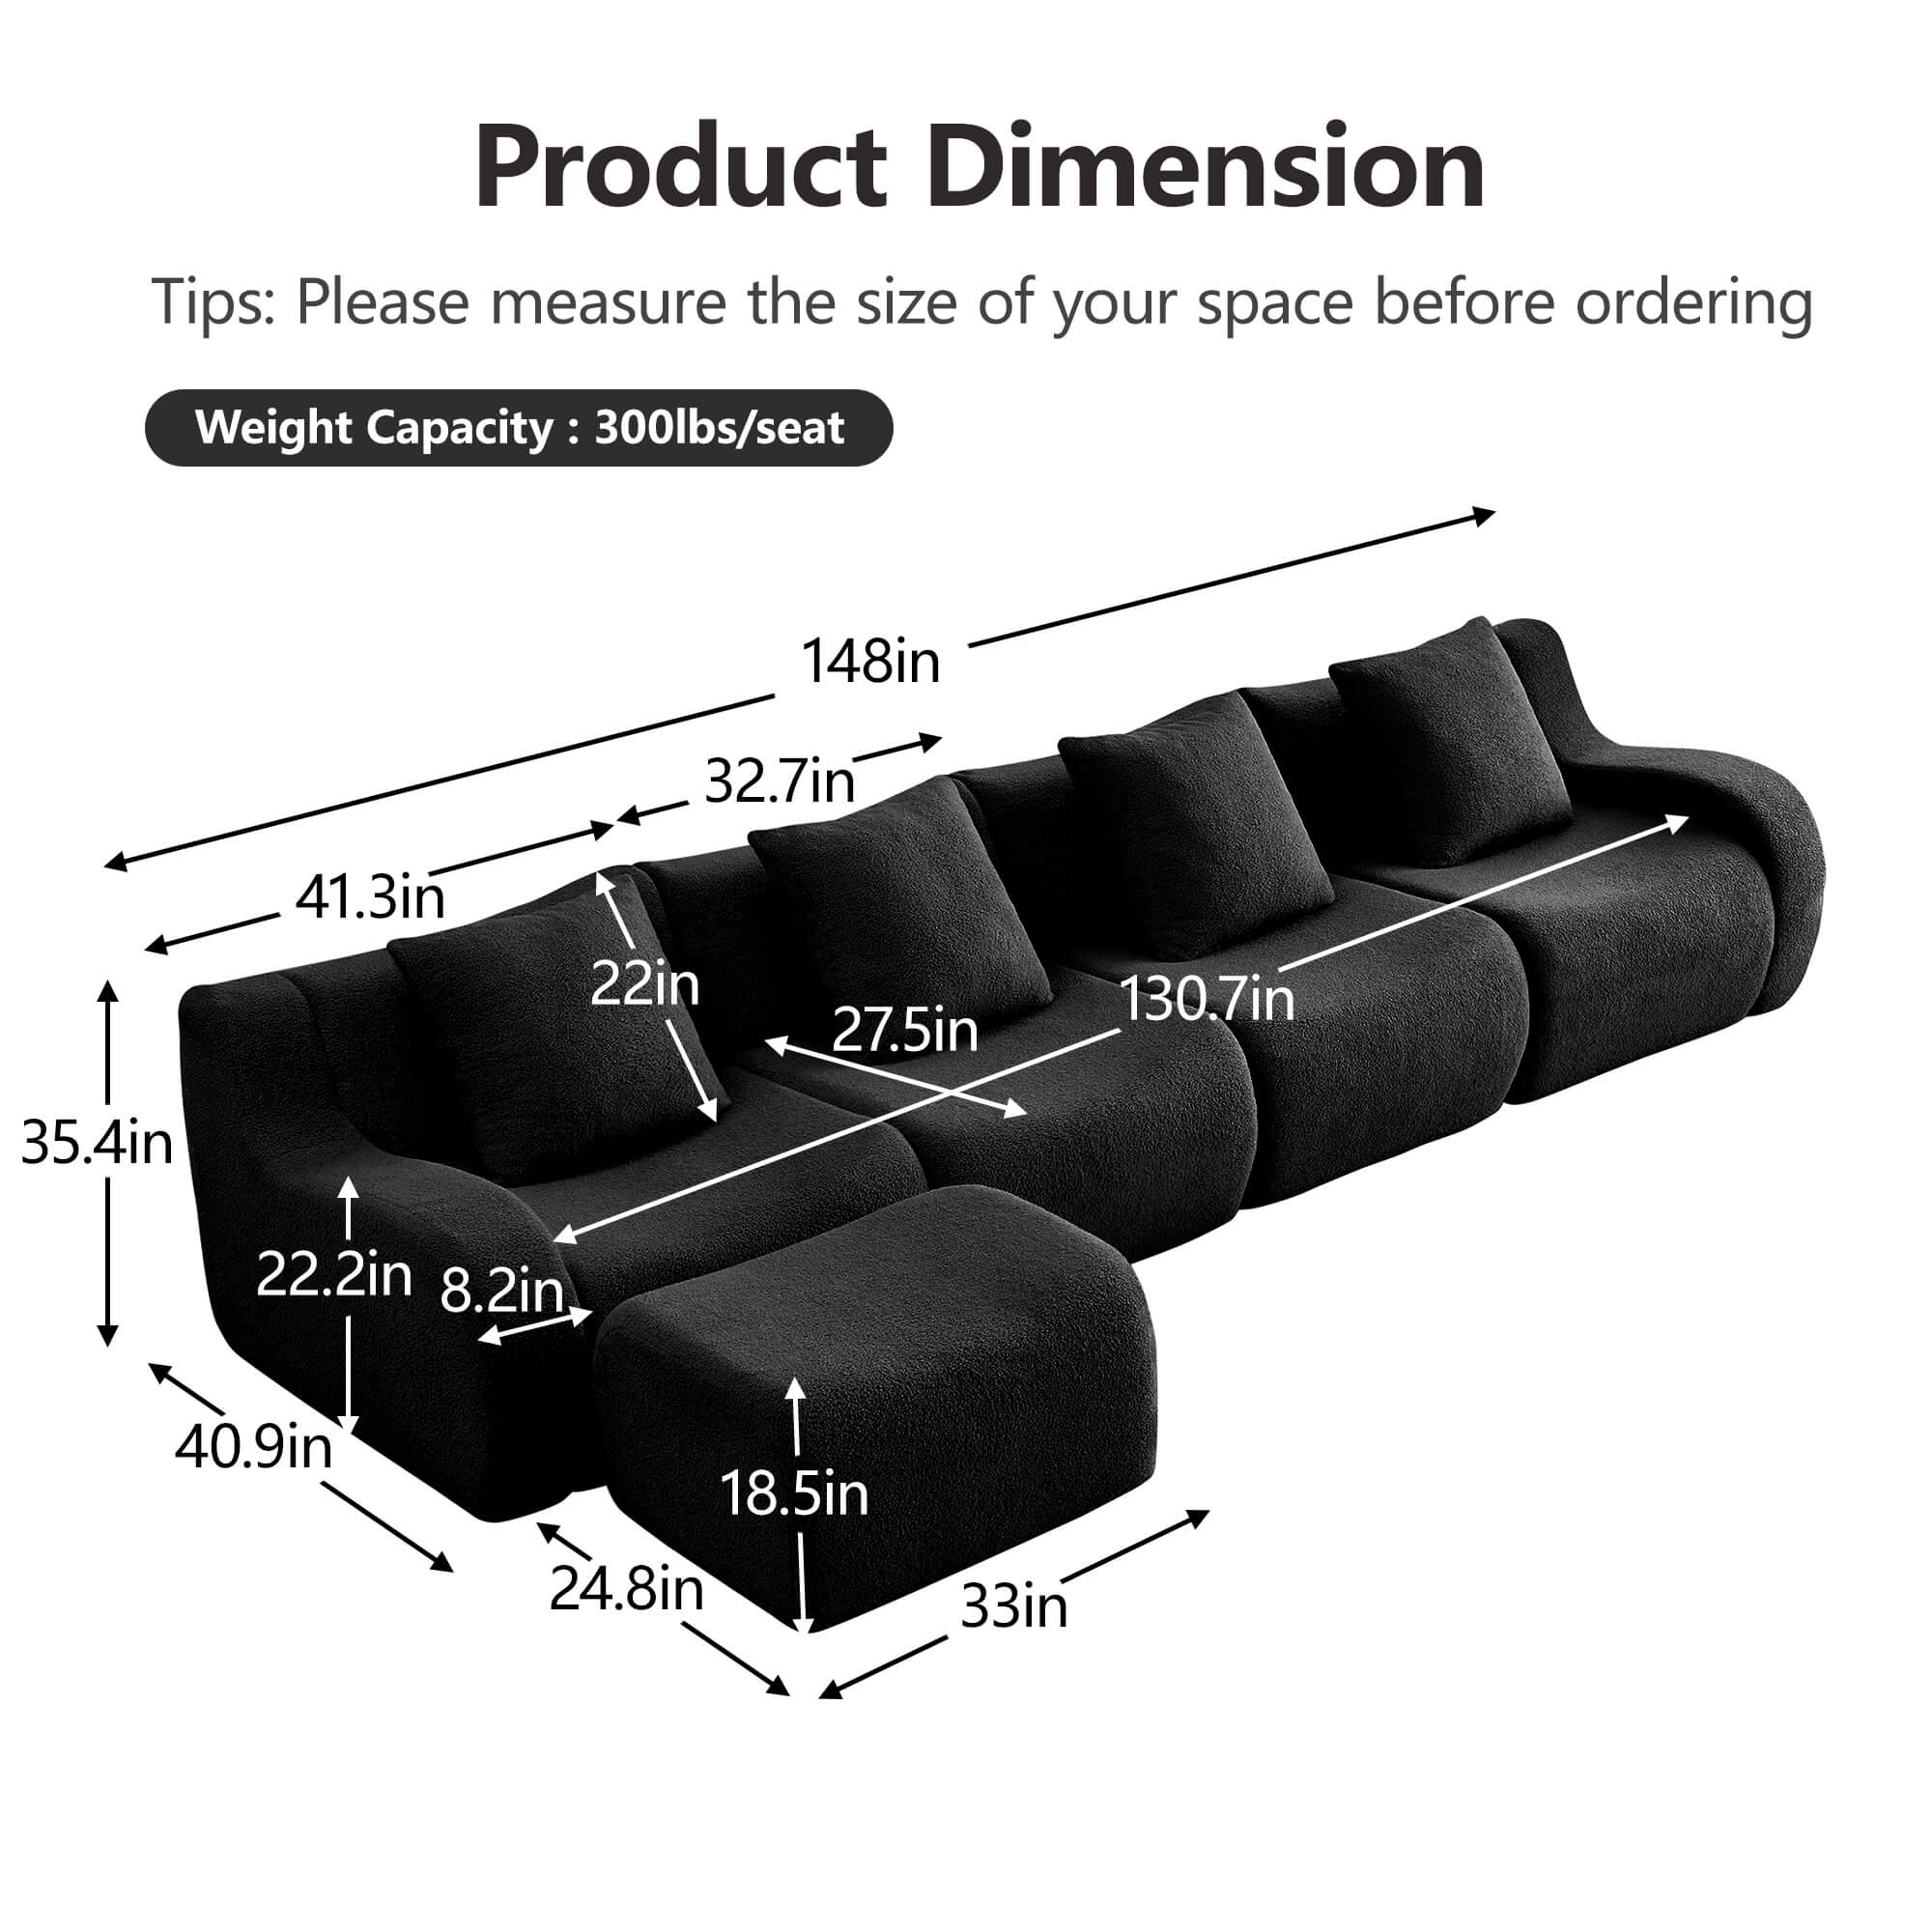 Product Dimension
Tips: Please measure the size of your space before ordering
Weight Capacity : 300lbs/seat
148in
32.7in
41.3in
22in
27.5in
130.7in
35.4in
22.2in
8.2in
40.9in
18.5in
24.8in
33in